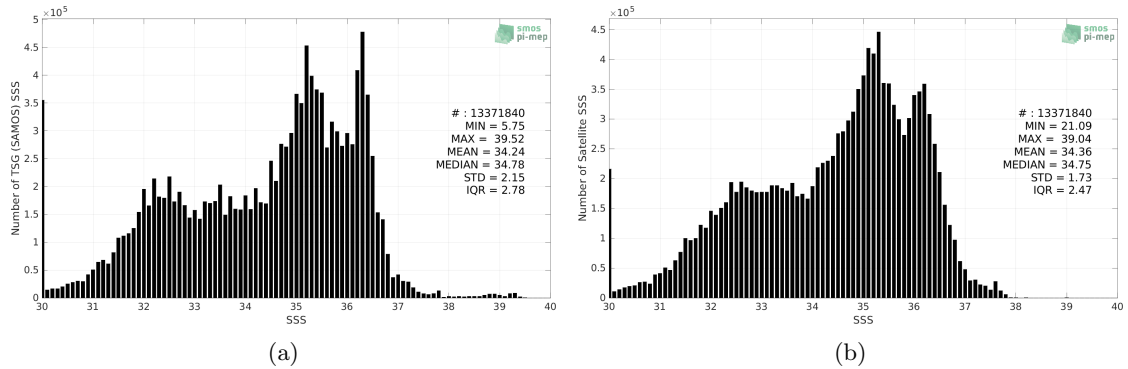 ×10⁵
5
4.5
4
3.5
3
2.5
2
1.5
1
0.5
0
Number of TSG (SAMOS) SSS
smos
pi-mep
# : 13371840
MIN = 5.75
MAX = 39.52
MEAN = 34.24
MEDIAN = 34.78
STD = 2.15
IQR = 2.78
30 31 32 33 34 35 36 37 38 39 40
SSS
(a)
×10⁵
4.5
4
3.5
3
2.5
2
1.5
1
0.5
0
Number of Satellite SSS
smos
pi-mep
# : 13371840
MIN = 21.09
MAX = 39.04
MEAN = 34.36
MEDIAN = 34.75
STD = 1.73
IQR = 2.47
30 31 32 33 34 35 36 37 38 39 40
SSS
(b)